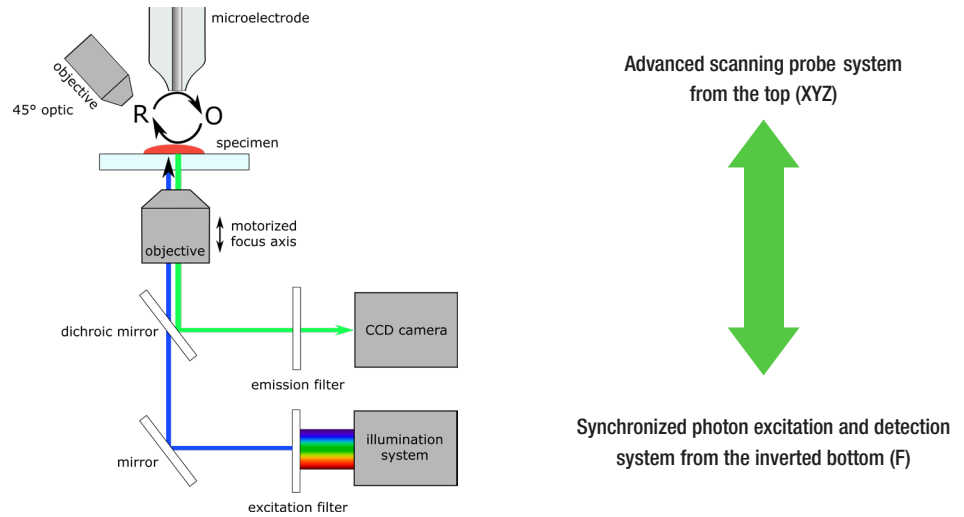 microelectrode
objective
45° optic
R
O
specimen
motorized
focus axis
objective
dichroic mirror
CCD camera
emission filter
illumination
system
mirror
excitation filter
Advanced scanning probe system
from the top (XYZ)
Synchronized photon excitation and detection
system from the inverted bottom (F)